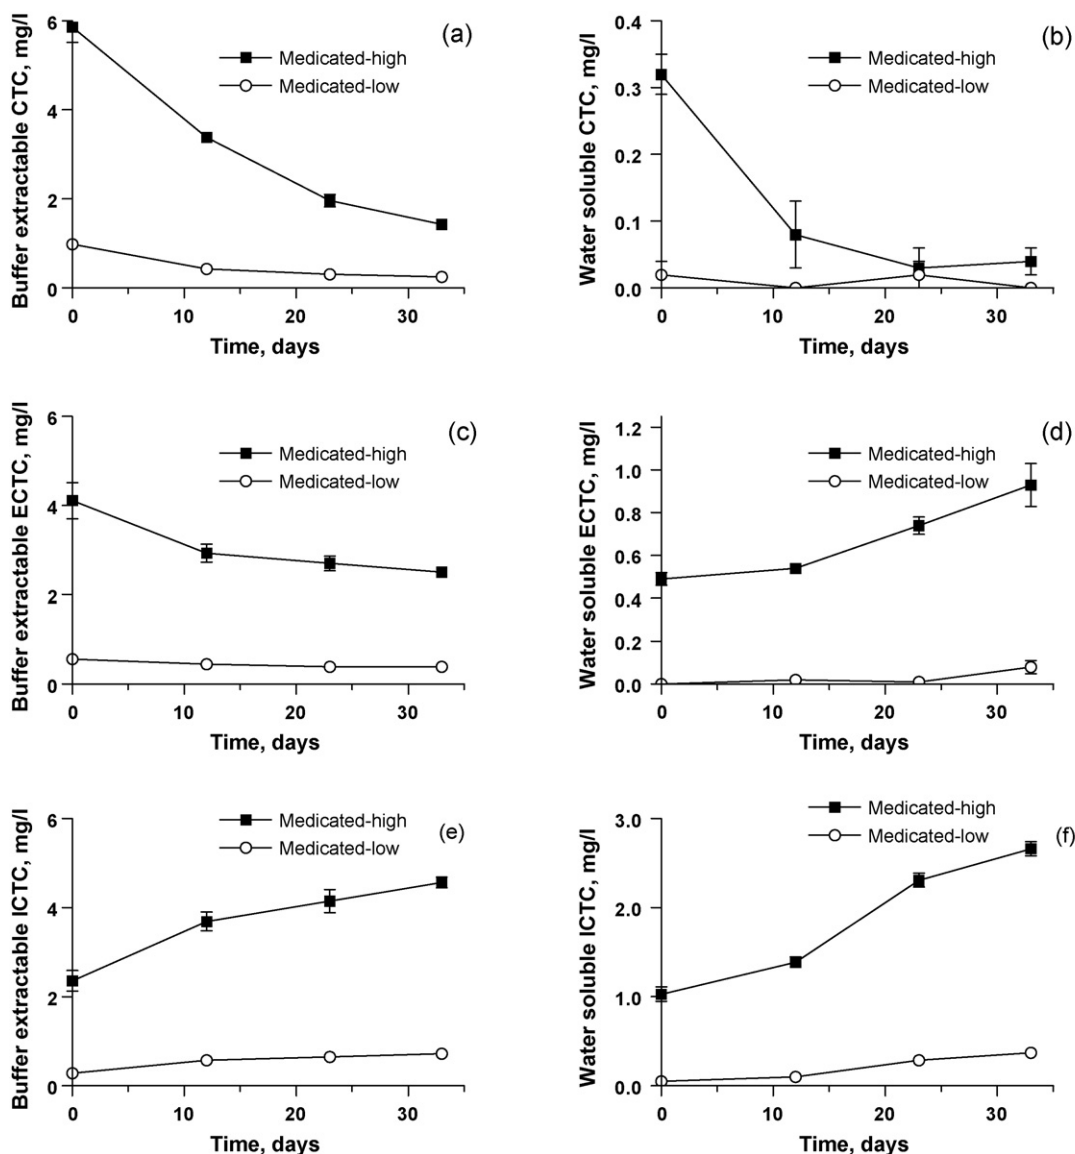 (a)
Buffer extractable CTC, mg/l
6
4
2
0
Medicated-high
Medicated-low
0 10 20 30
Time, days
(b)
Water soluble CTC, mg/l
0.4
0.3
0.2
0.1
0.0
Medicated-high
Medicated-low
0 10 20 30
Time, days
(c)
Buffer extractable ECTC, mg/l
6
4
2
0
Medicated-high
Medicated-low
0 10 20 30
Time, days
(d)
Water soluble ECTC, mg/l
1.2
1.0
0.8
0.6
0.4
0.2
0.0
Medicated-high
Medicated-low
0 10 20 30
Time, days
(e)
Buffer extractable ICTC, mg/l
6
4
2
0
Medicated-high
Medicated-low
0 10 20 30
Time, days
(f)
Water soluble ICTC, mg/l
3.0
2.0
1.0
0.0
Medicated-high
Medicated-low
0 10 20 30
Time, days